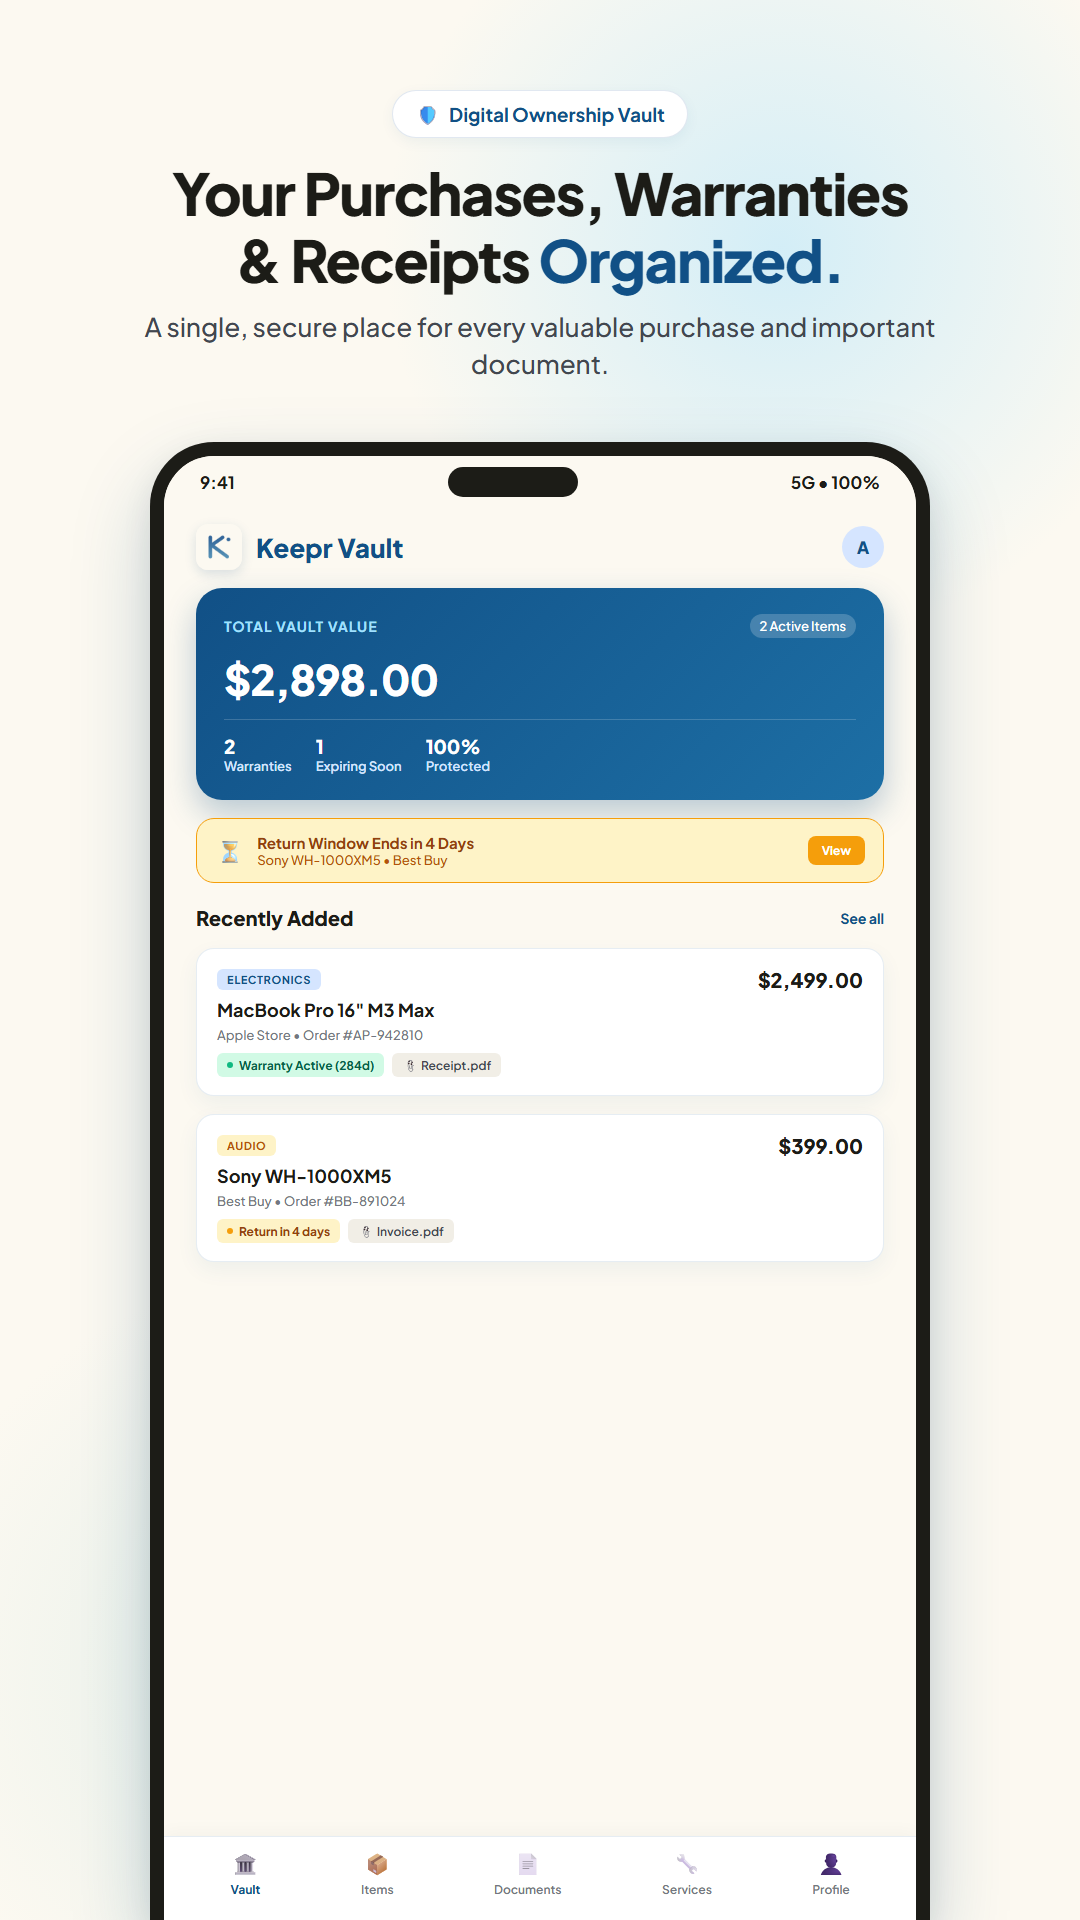 Digital Ownership Vault
Your Purchases, Warranties
& Receipts Organized.
A single, secure place for every valuable purchase and important
document.
9:41
5G • 100%
Keepr Vault
A
TOTAL VAULT VALUE
2 Active Items
$2,898.00
2
Warranties
1
Expiring Soon
100%
Protected
Return Window Ends in 4 Days
Sony WH-1000XM5 • Best Buy
View
Recently Added
See all
ELECTRONICS
$2,499.00
MacBook Pro 16" M3 Max
Apple Store • Order #AP-942810
Warranty Active (284d)
Receipt.pdf
AUDIO
$399.00
Sony WH-1000XM5
Best Buy • Order #BB-891024
Return in 4 days
Invoice.pdf
Vault
Items
Documents
Services
Profile